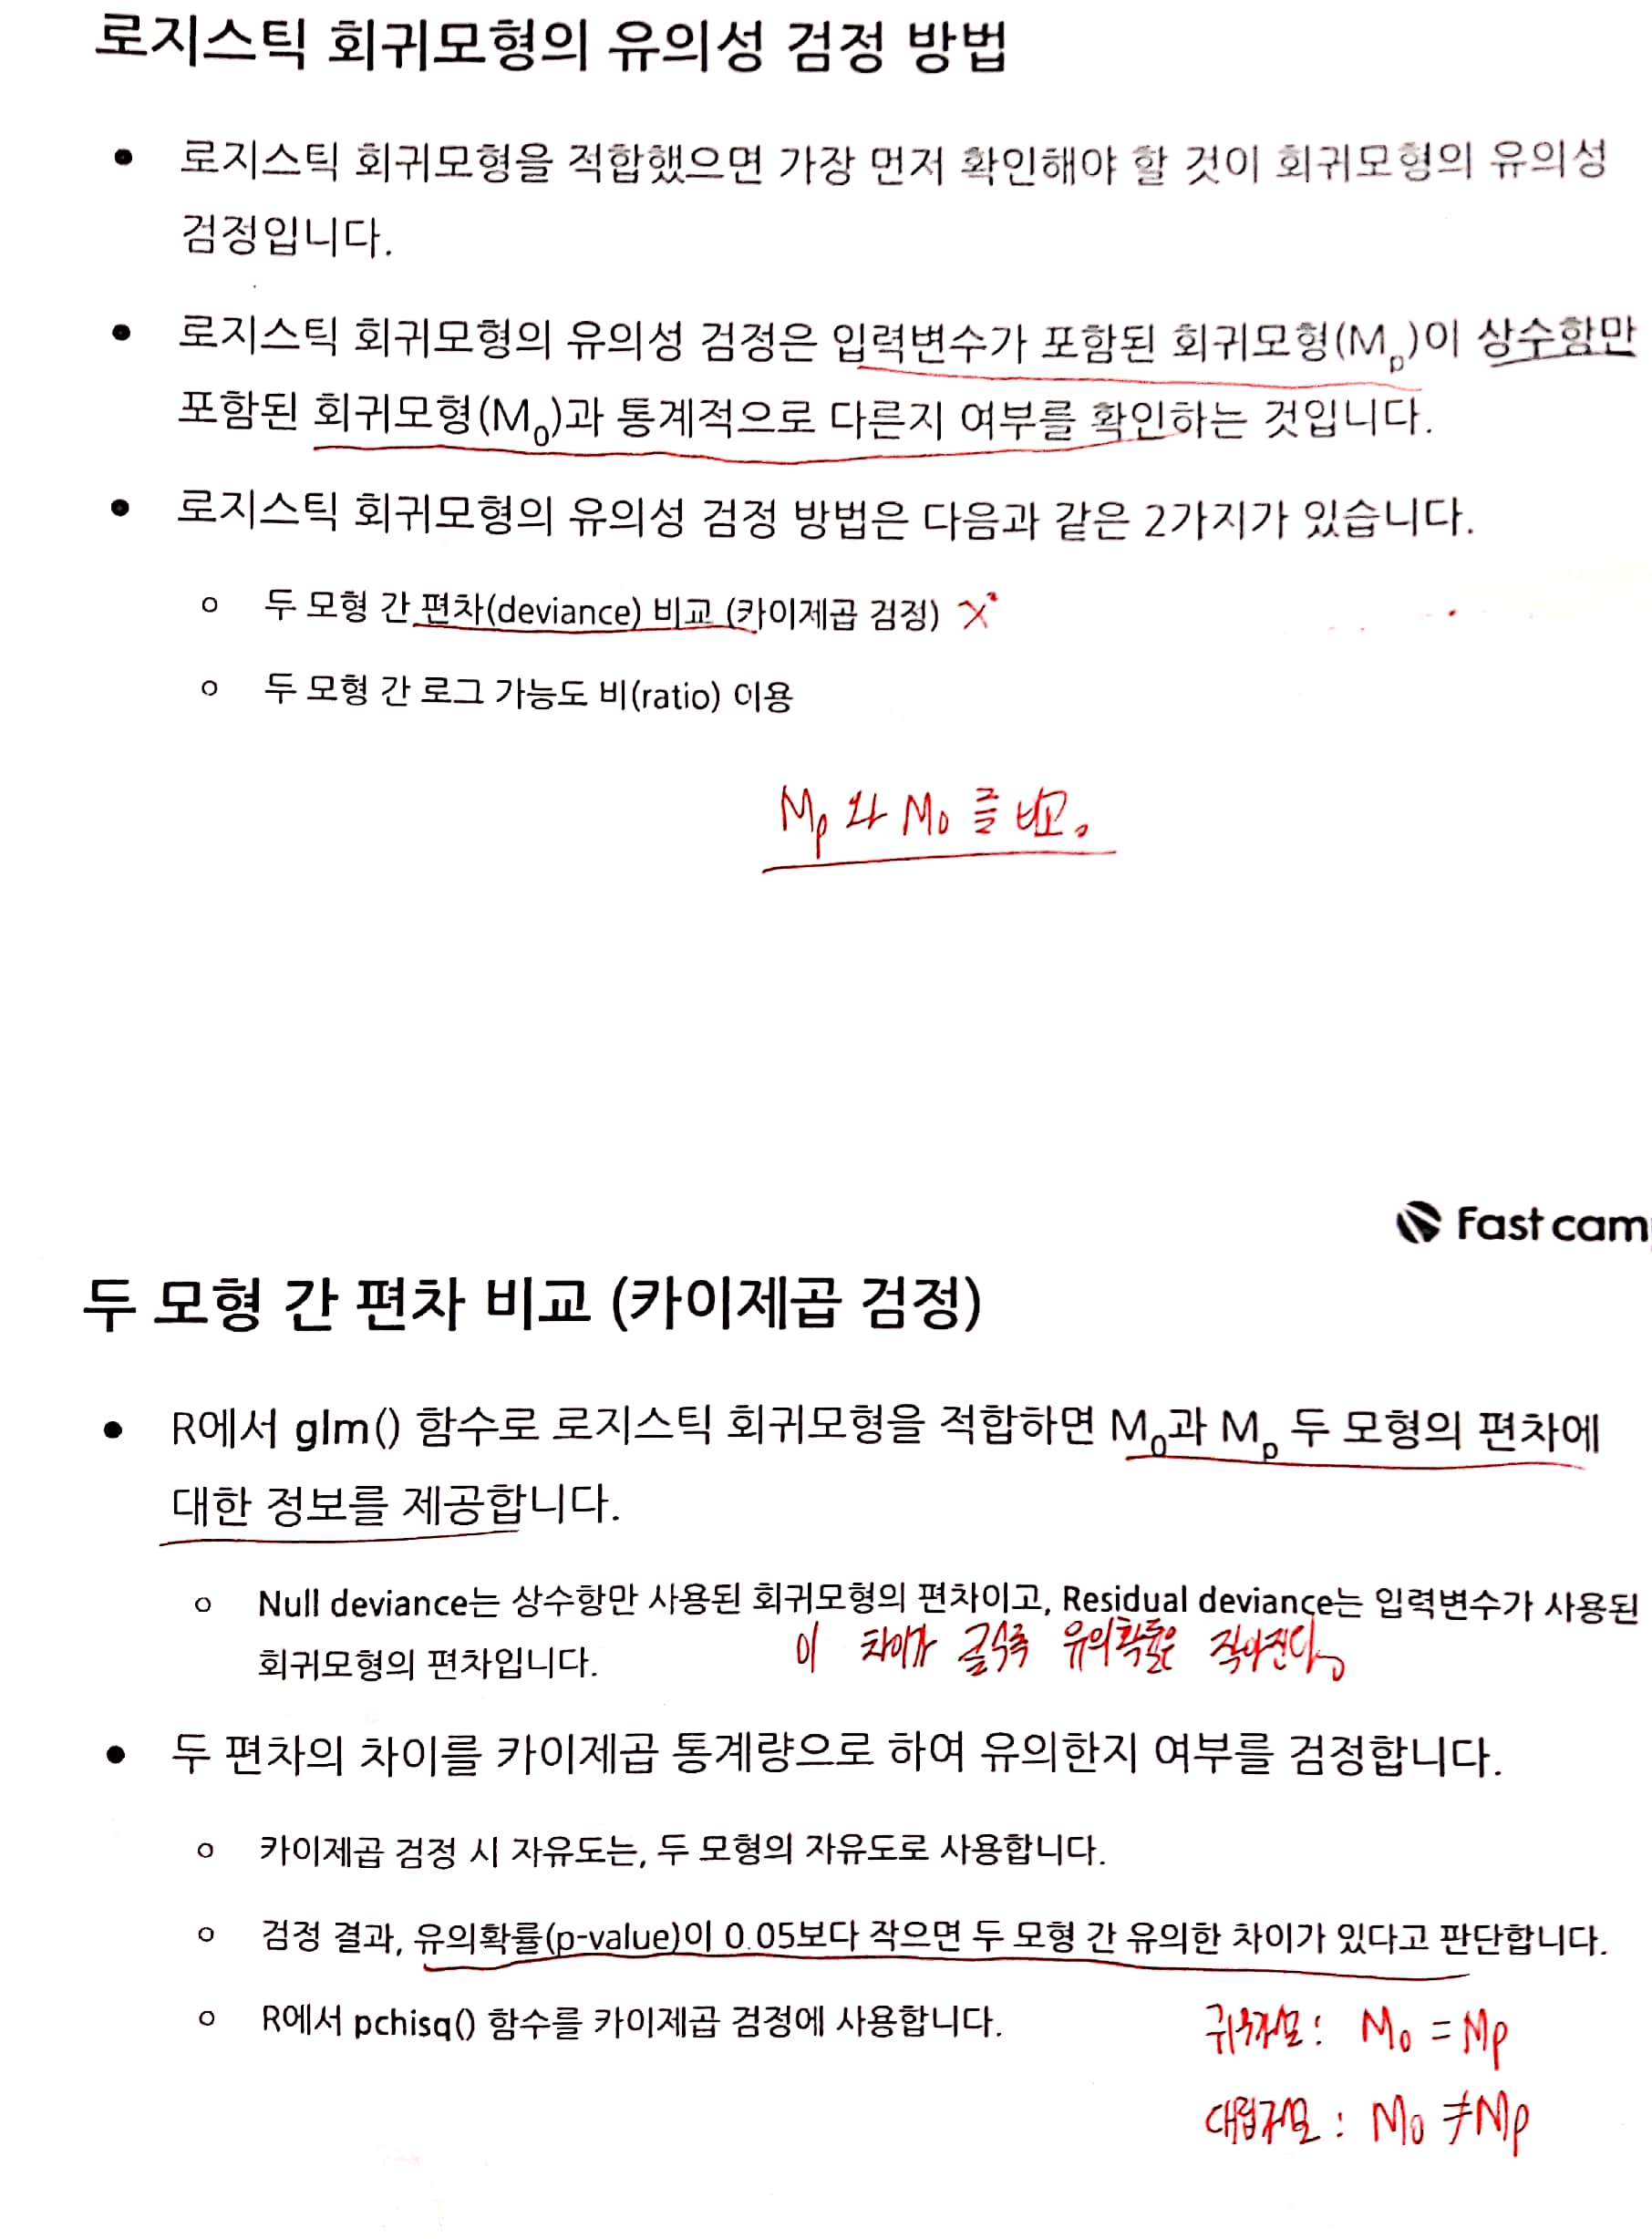 로지스틱 회귀모형의 유의성 검정 방법
● 로지스틱 회귀모형을 적합했으면 가장 먼저 확인해야 할 것이 회귀모형의 유의성
검정입니다.
● 로지스틱 회귀모형의 유의성 검정은 입력변수가 포함된 회귀모형(Mp)이 상수항만
포함된 회귀모형(M0)과 통계적으로 다른지 여부를 확인하는 것입니다.
● 로지스틱 회귀모형의 유의성 검정 방법은 다음과 같은 2가지가 있습니다.
○ 두 모형 간 편차(deviance) 비교 (카이제곱 검정) X²
○ 두 모형 간 로그 가능도 비(ratio) 이용
Mp 와 M0 를 비교.
Fast cam
두 모형 간 편차 비교 (카이제곱 검정)
● R에서 glm() 함수로 로지스틱 회귀모형을 적합하면 M0과 Mp 두 모형의 편차에
대한 정보를 제공합니다.
○ Null deviance는 상수항만 사용된 회귀모형의 편차이고, Residual deviance는 입력변수가 사용된
회귀모형의 편차입니다. 이 차이가 클수록 유의확률은 작아진다.
● 두 편차의 차이를 카이제곱 통계량으로 하여 유의한지 여부를 검정합니다.
○ 카이제곱 검정 시 자유도는, 두 모형의 자유도로 사용합니다.
○ 검정 결과, 유의확률(p-value)이 0.05보다 작으면 두 모형 간 유의한 차이가 있다고 판단합니다.
○ R에서 pchisq() 함수를 카이제곱 검정에 사용합니다.
귀무가설 : M0 = Mp
대립가설 : M0 ≠ Mp